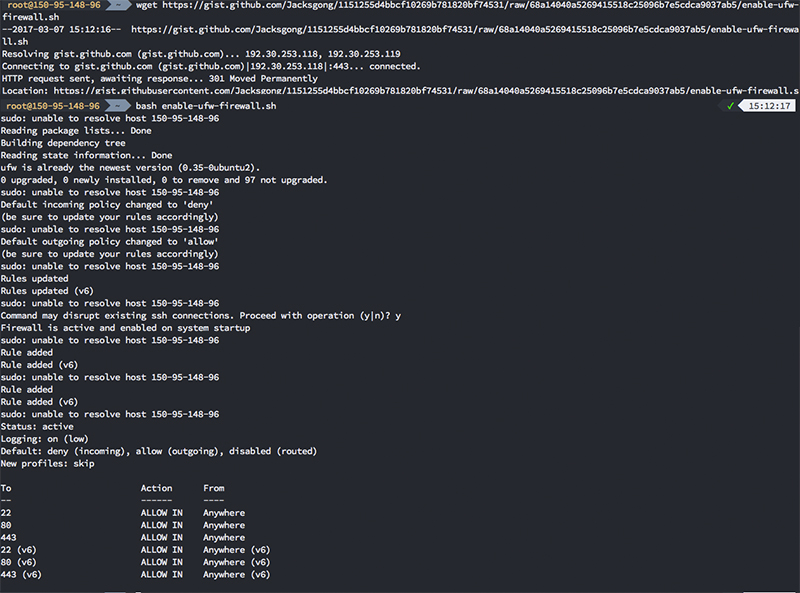 root@150-95-148-96 ~ wget https://gist.github.com/Jacksgong/1151255d4bbcf10269b781820bf74531/raw/68a14040a5269415518c25096b7e5cdca9037ab5/enable-ufw-
firewall.sh
--2017-03-07 15:12:16--  https://gist.github.com/Jacksgong/1151255d4bbcf10269b781820bf74531/raw/68a14040a5269415518c25096b7e5cdca9037ab5/enable-ufw-firewa
ll.sh
Resolving gist.github.com (gist.github.com)... 192.30.253.118, 192.30.253.119
Connecting to gist.github.com (gist.github.com)|192.30.253.118|:443... connected.
HTTP request sent, awaiting response... 301 Moved Permanently
Location: https://gist.githubusercontent.com/Jacksgong/1151255d4bbcf10269b781820bf74531/raw/68a14040a5269415518c25096b7e5cdca9037ab5/enable-ufw-firewall.s
root@150-95-148-96 ~ bash enable-ufw-firewall.sh ✓ 15:12:17
sudo: unable to resolve host 150-95-148-96
Reading package lists... Done
Building dependency tree
Reading state information... Done
ufw is already the newest version (0.35-0ubuntu2).
0 upgraded, 0 newly installed, 0 to remove and 97 not upgraded.
sudo: unable to resolve host 150-95-148-96
Default incoming policy changed to 'deny'
(be sure to update your rules accordingly)
sudo: unable to resolve host 150-95-148-96
Default outgoing policy changed to 'allow'
(be sure to update your rules accordingly)
sudo: unable to resolve host 150-95-148-96
Rules updated
Rules updated (v6)
sudo: unable to resolve host 150-95-148-96
Command may disrupt existing ssh connections. Proceed with operation (y|n)? y
Firewall is active and enabled on system startup
sudo: unable to resolve host 150-95-148-96
Rule added
Rule added (v6)
sudo: unable to resolve host 150-95-148-96
Rule added
Rule added (v6)
sudo: unable to resolve host 150-95-148-96
Status: active
Logging: on (low)
Default: deny (incoming), allow (outgoing), disabled (routed)
New profiles: skip

To                         Action      From
--                         ------      ----
22                         ALLOW IN    Anywhere
80                         ALLOW IN    Anywhere
443                        ALLOW IN    Anywhere
22 (v6)                    ALLOW IN    Anywhere (v6)
80 (v6)                    ALLOW IN    Anywhere (v6)
443 (v6)                   ALLOW IN    Anywhere (v6)